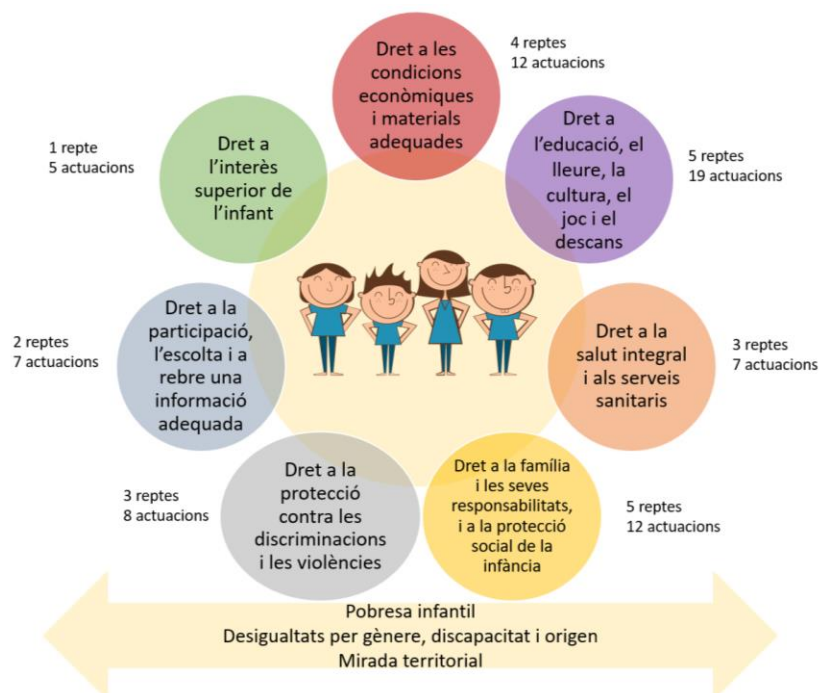 Dret a les
condicions
econòmiques
i materials
adequades
4 reptes
12 actuacions
Dret a
l’educació, el
lleure, la
cultura, el
joc i el
descans
5 reptes
19 actuacions
Dret a la
salut integral
i als serveis
sanitaris
3 reptes
7 actuacions
Dret a la família
i les seves
responsabilitats,
i a la protecció
social de la
infància
5 reptes
12 actuacions
Dret a la
protecció
contra les
discriminacions
i les violències
3 reptes
8 actuacions
Dret a la
participació,
l’escolta i a
rebre una
informació
adequada
2 reptes
7 actuacions
Dret a
l’interès
superior de
l’infant
1 repte
5 actuacions
Pobresa infantil
Desigualtats per gènere, discapacitat i origen
Mirada territorial